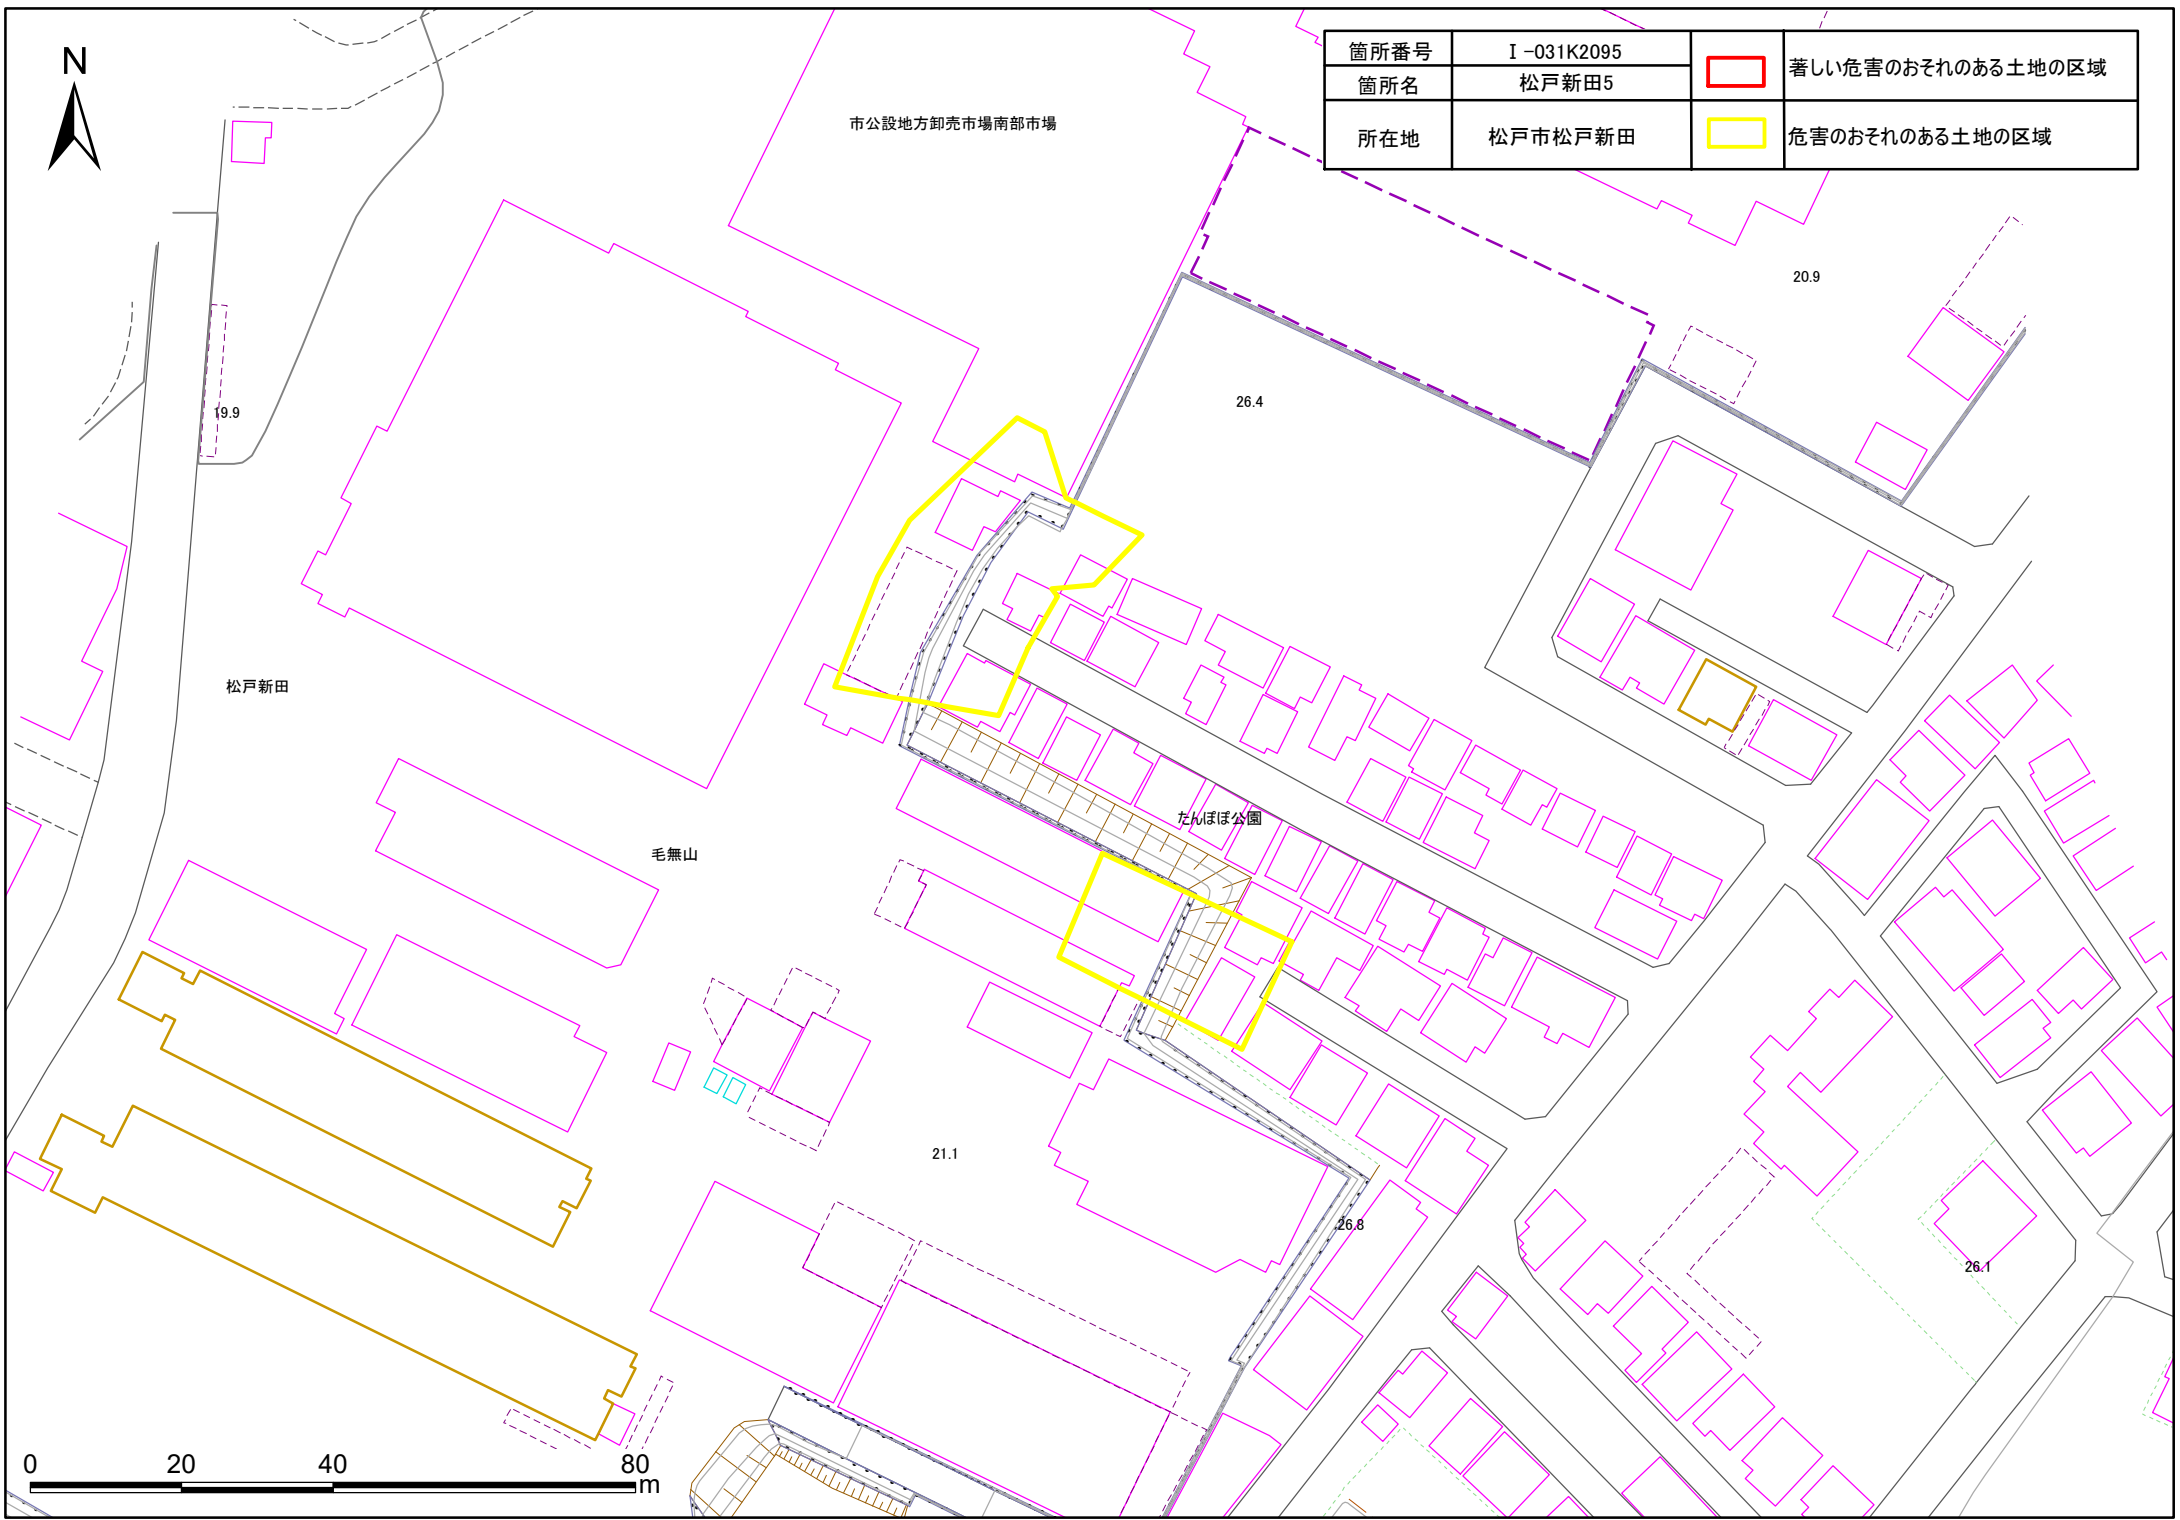 N
箇所番号 Ⅰ-031K2095
箇所名 松戸新田5
所在地 松戸市松戸新田
著しい危害のおそれのある土地の区域
危害のおそれのある土地の区域
市公設地方卸売市場南部市場
20.9
26.4
19.9
松戸新田
たんぽぽ公園
毛無山
21.1
26.8
26.1
0 20 40 80
m